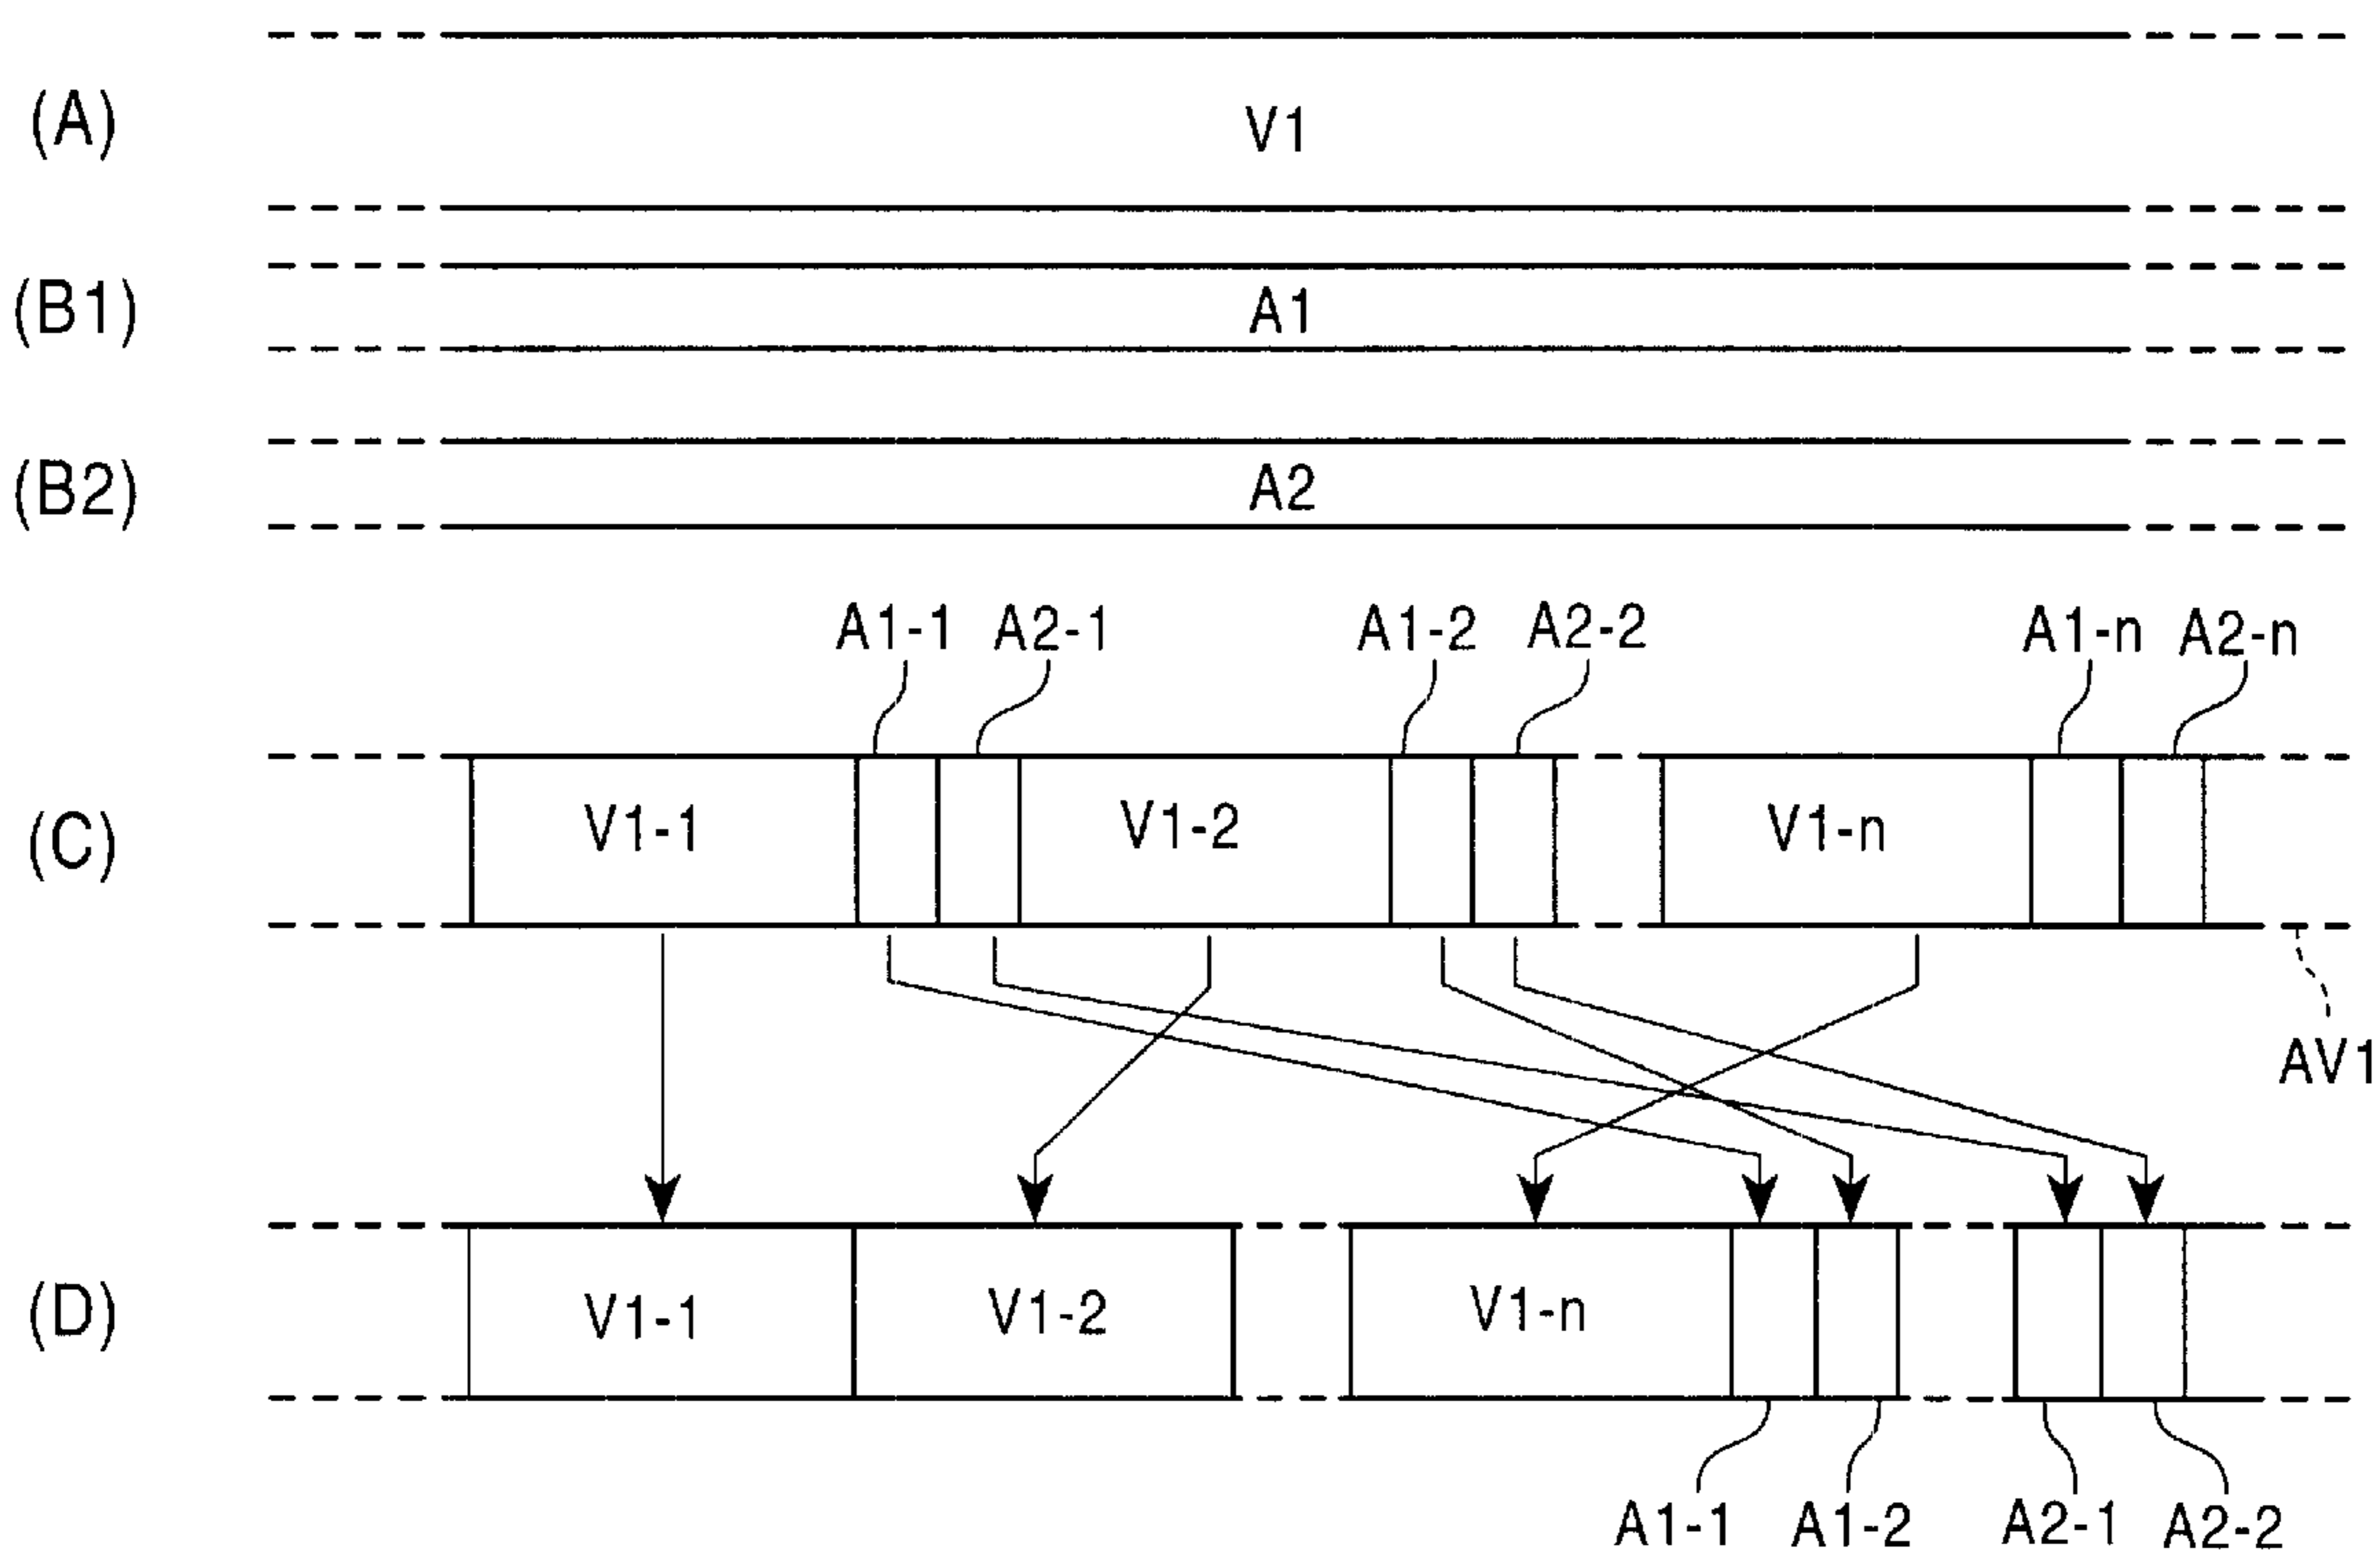 (A) V1
(B1) A1
(B2) A2
A1-1 A2-1 A1-2 A2-2 A1-n A2-n
(C) V1-1 V1-2 V1-n
AV1
(D) V1-1 V1-2 V1-n
A1-1 A1-2 A2-1 A2-2